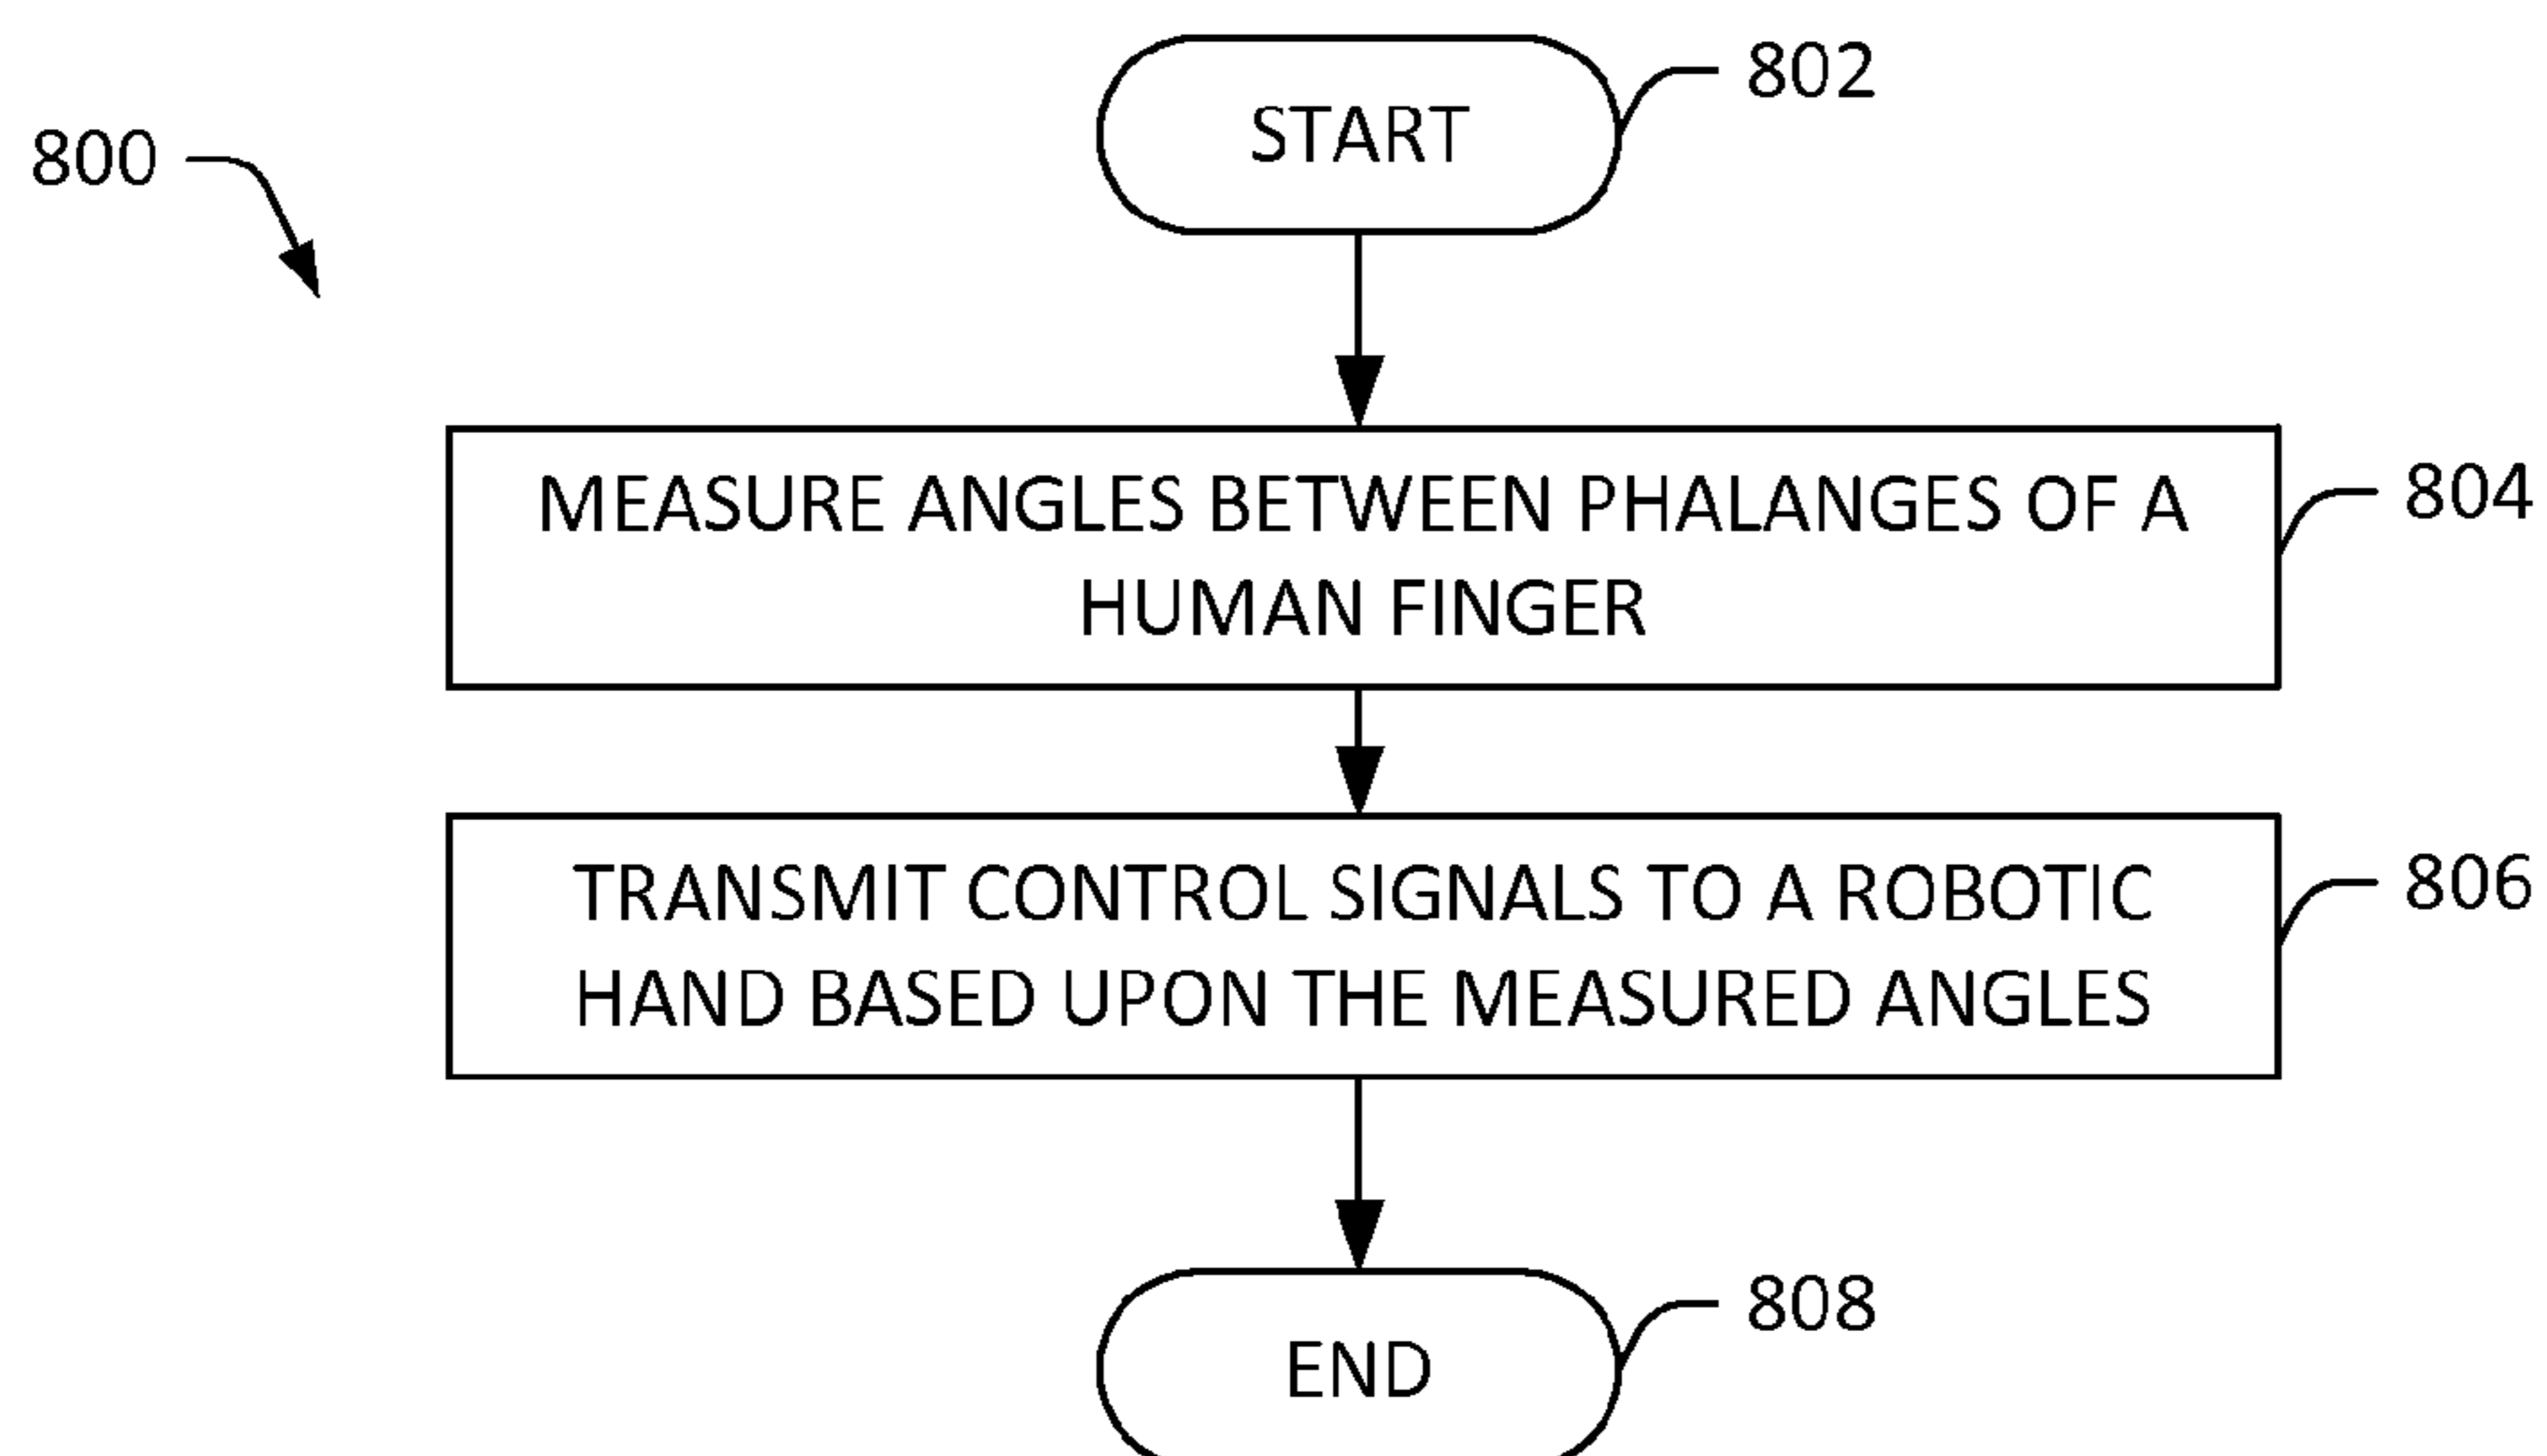 800
START
802
MEASURE ANGLES BETWEEN PHALANGES OF A
HUMAN FINGER
804
TRANSMIT CONTROL SIGNALS TO A ROBOTIC
HAND BASED UPON THE MEASURED ANGLES
806
END
808